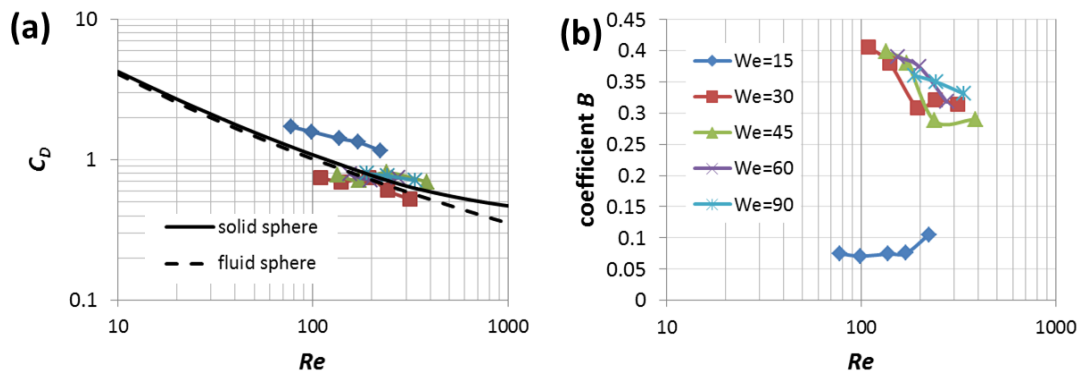 (a)
10
1
0.1
C_D
10
100
1000
Re
solid sphere
fluid sphere
(b)
0.45
0.4
0.35
0.3
0.25
0.2
0.15
0.1
0.05
0
coefficient B
10
100
1000
Re
We=15
We=30
We=45
We=60
We=90